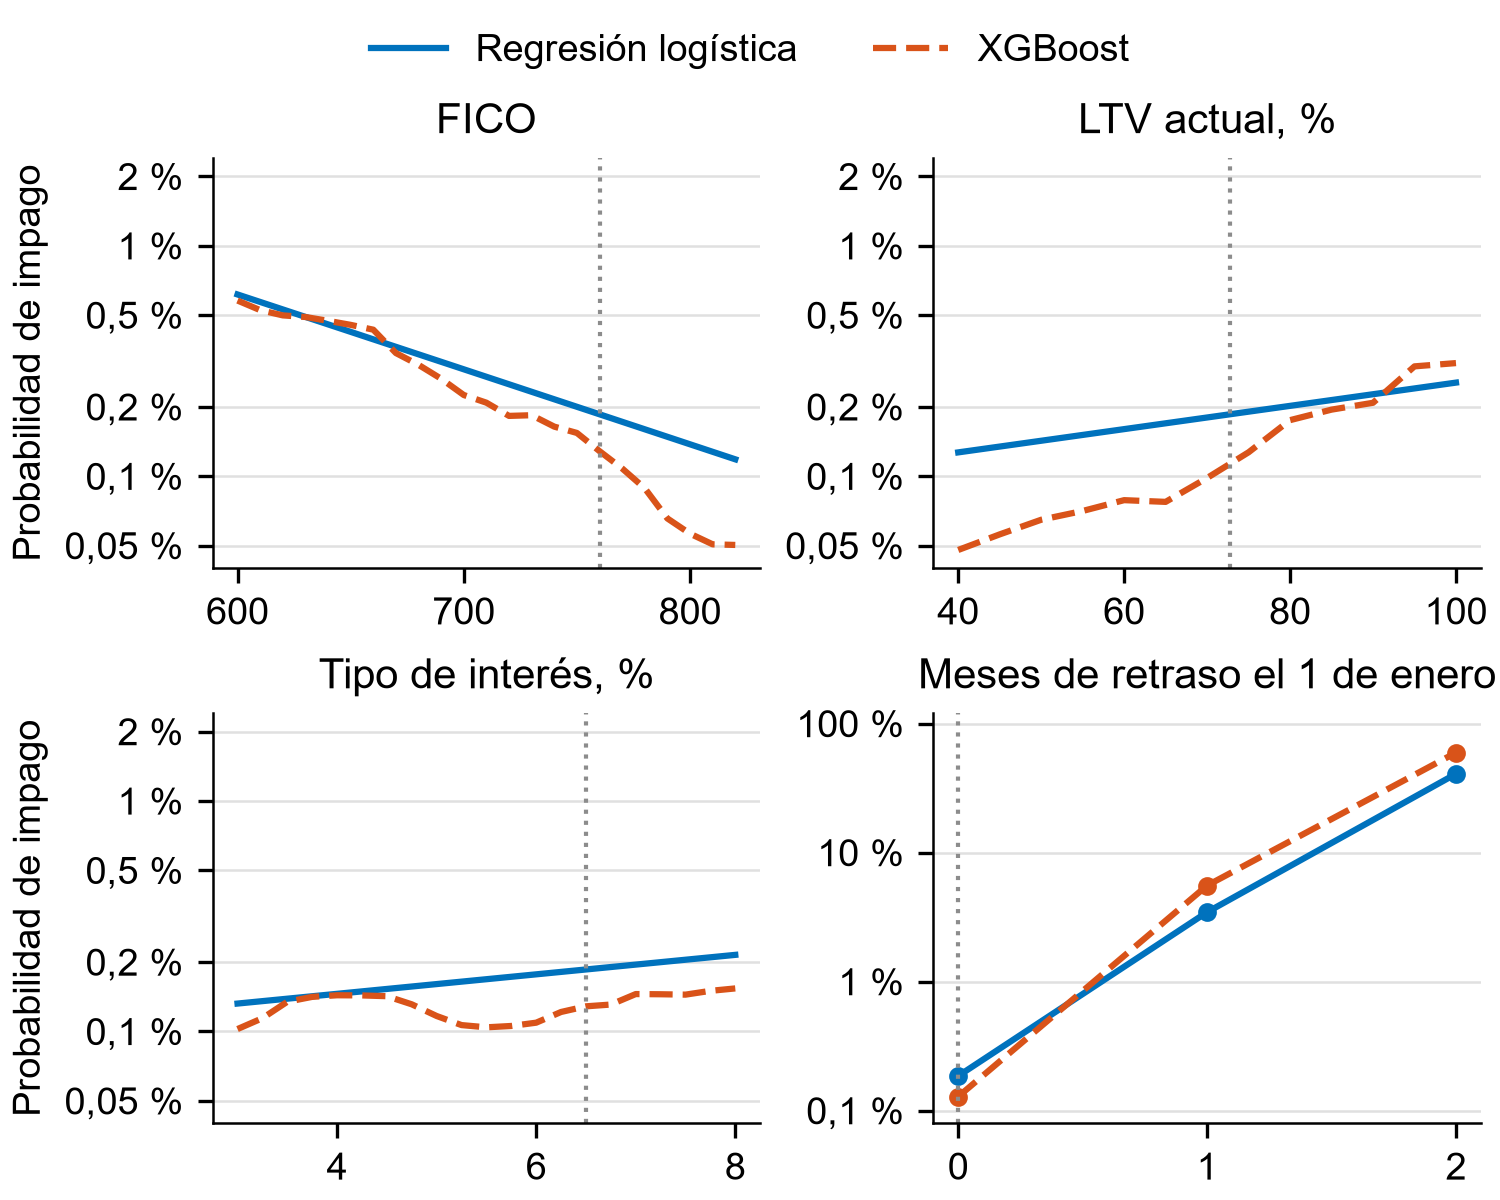 Regresión logística XGBoost
FICO
Probabilidad de impago
2 %
1 %
0,5 %
0,2 %
0,1 %
0,05 %
600 700 800
LTV actual, %
2 %
1 %
0,5 %
0,2 %
0,1 %
0,05 %
40 60 80 100
Tipo de interés, %
Probabilidad de impago
2 %
1 %
0,5 %
0,2 %
0,1 %
0,05 %
4 6 8
Meses de retraso el 1 de enero
100 %
10 %
1 %
0,1 %
0 1 2